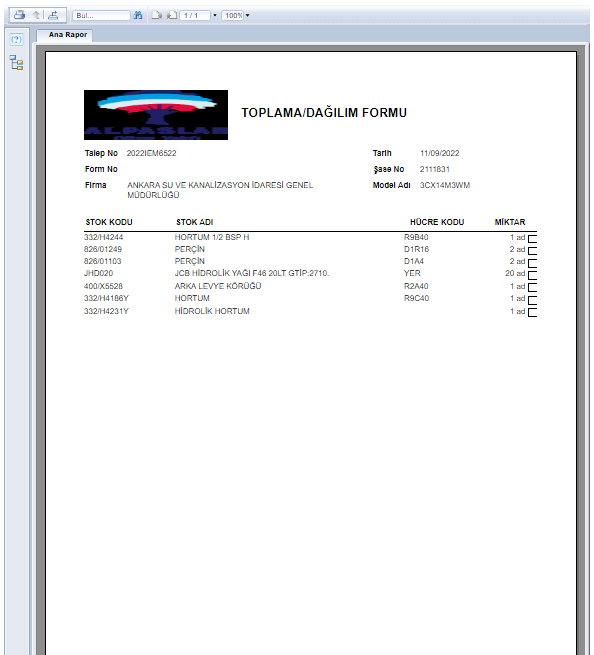 Bul...
1 / 1
100%
Ana Rapor
ALPASLAN
TOPLAMA/DAĞILIM FORMU
Talep No 2022IEM6522 Tarih 11/09/2022
Form No Şase No 2111831
Firma ANKARA SU VE KANALİZASYON İDARESİ GENEL Model Adı 3CX14M3WM
MÜDÜRLÜĞÜ
STOK KODU STOK ADI HÜCRE KODU MİKTAR
332/H4244 HORTUM 1/2 BSP H R9B40 1 ad
826/01249 PERÇİN D1R16 2 ad
826/01103 PERÇİN D1A4 2 ad
JHD020 JCB HİDROLİK YAĞI F46 20LT GTİP:2710. YER 20 ad
400/X5528 ARKA LEVYE KÖRÜĞÜ R2A40 1 ad
332/H4186Y HORTUM R9C40 1 ad
332/H4231Y HİDROLİK HORTUM 1 ad